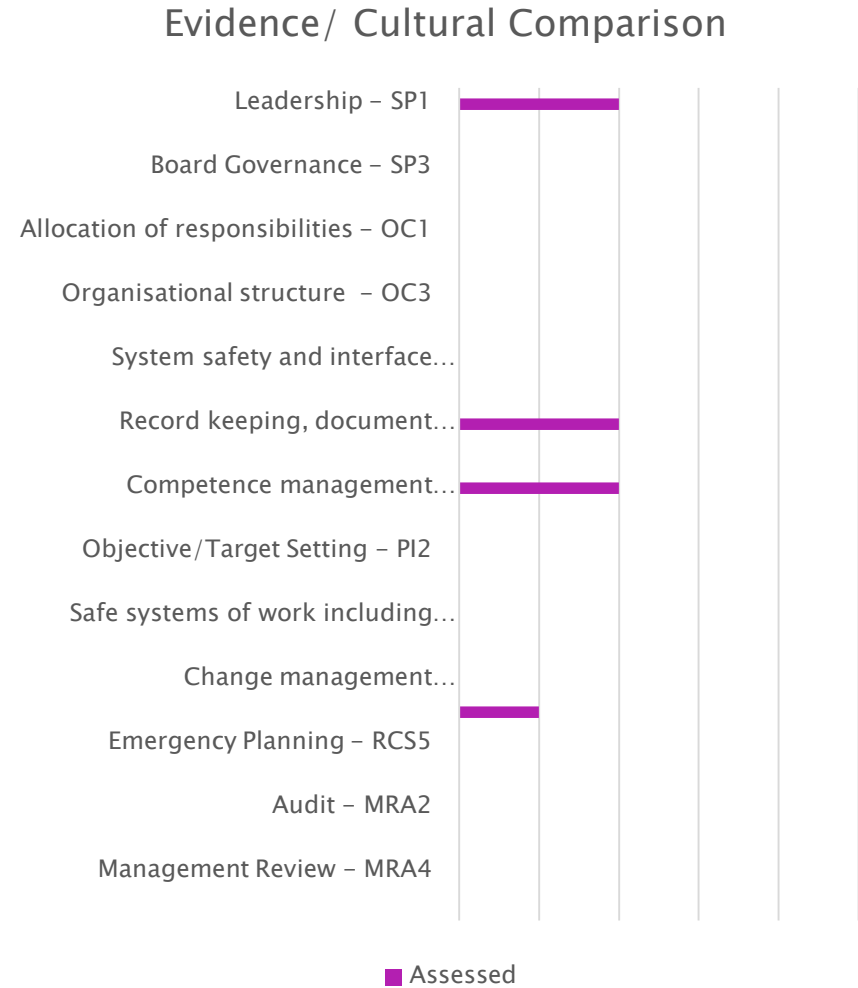 Evidence/ Cultural Comparison
Leadership – SP1
Board Governance – SP3
Allocation of responsibilities – OC1
Organisational structure – OC3
System safety and interface…
Record keeping, document…
Competence management…
Objective/Target Setting – PI2
Safe systems of work including…
Change management…
Emergency Planning – RCS5
Audit – MRA2
Management Review – MRA4
Assessed